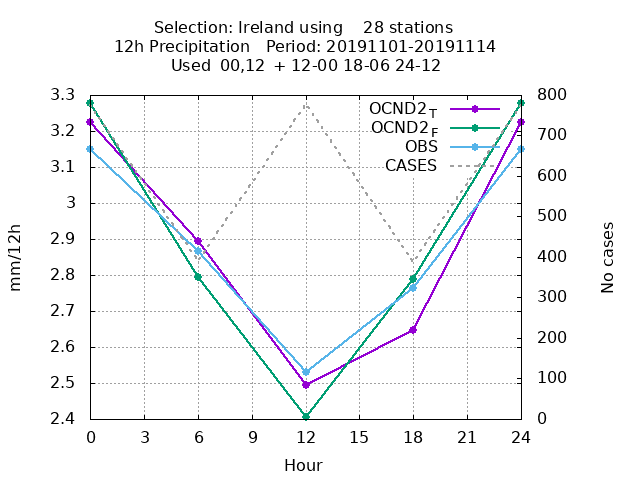 Selection: Ireland using    28 stations
12h Precipitation   Period: 20191101-20191114
Used  00,12  + 12-00 18-06 24-12
3.3
3.2
3.1
3
2.9
2.8
2.7
2.6
2.5
2.4
mm/12h
OCND2T
OCND2F
OBS
CASES
800
700
600
500
400
300
200
100
0
No cases
0 3 6 9 12 15 18 21 24
Hour